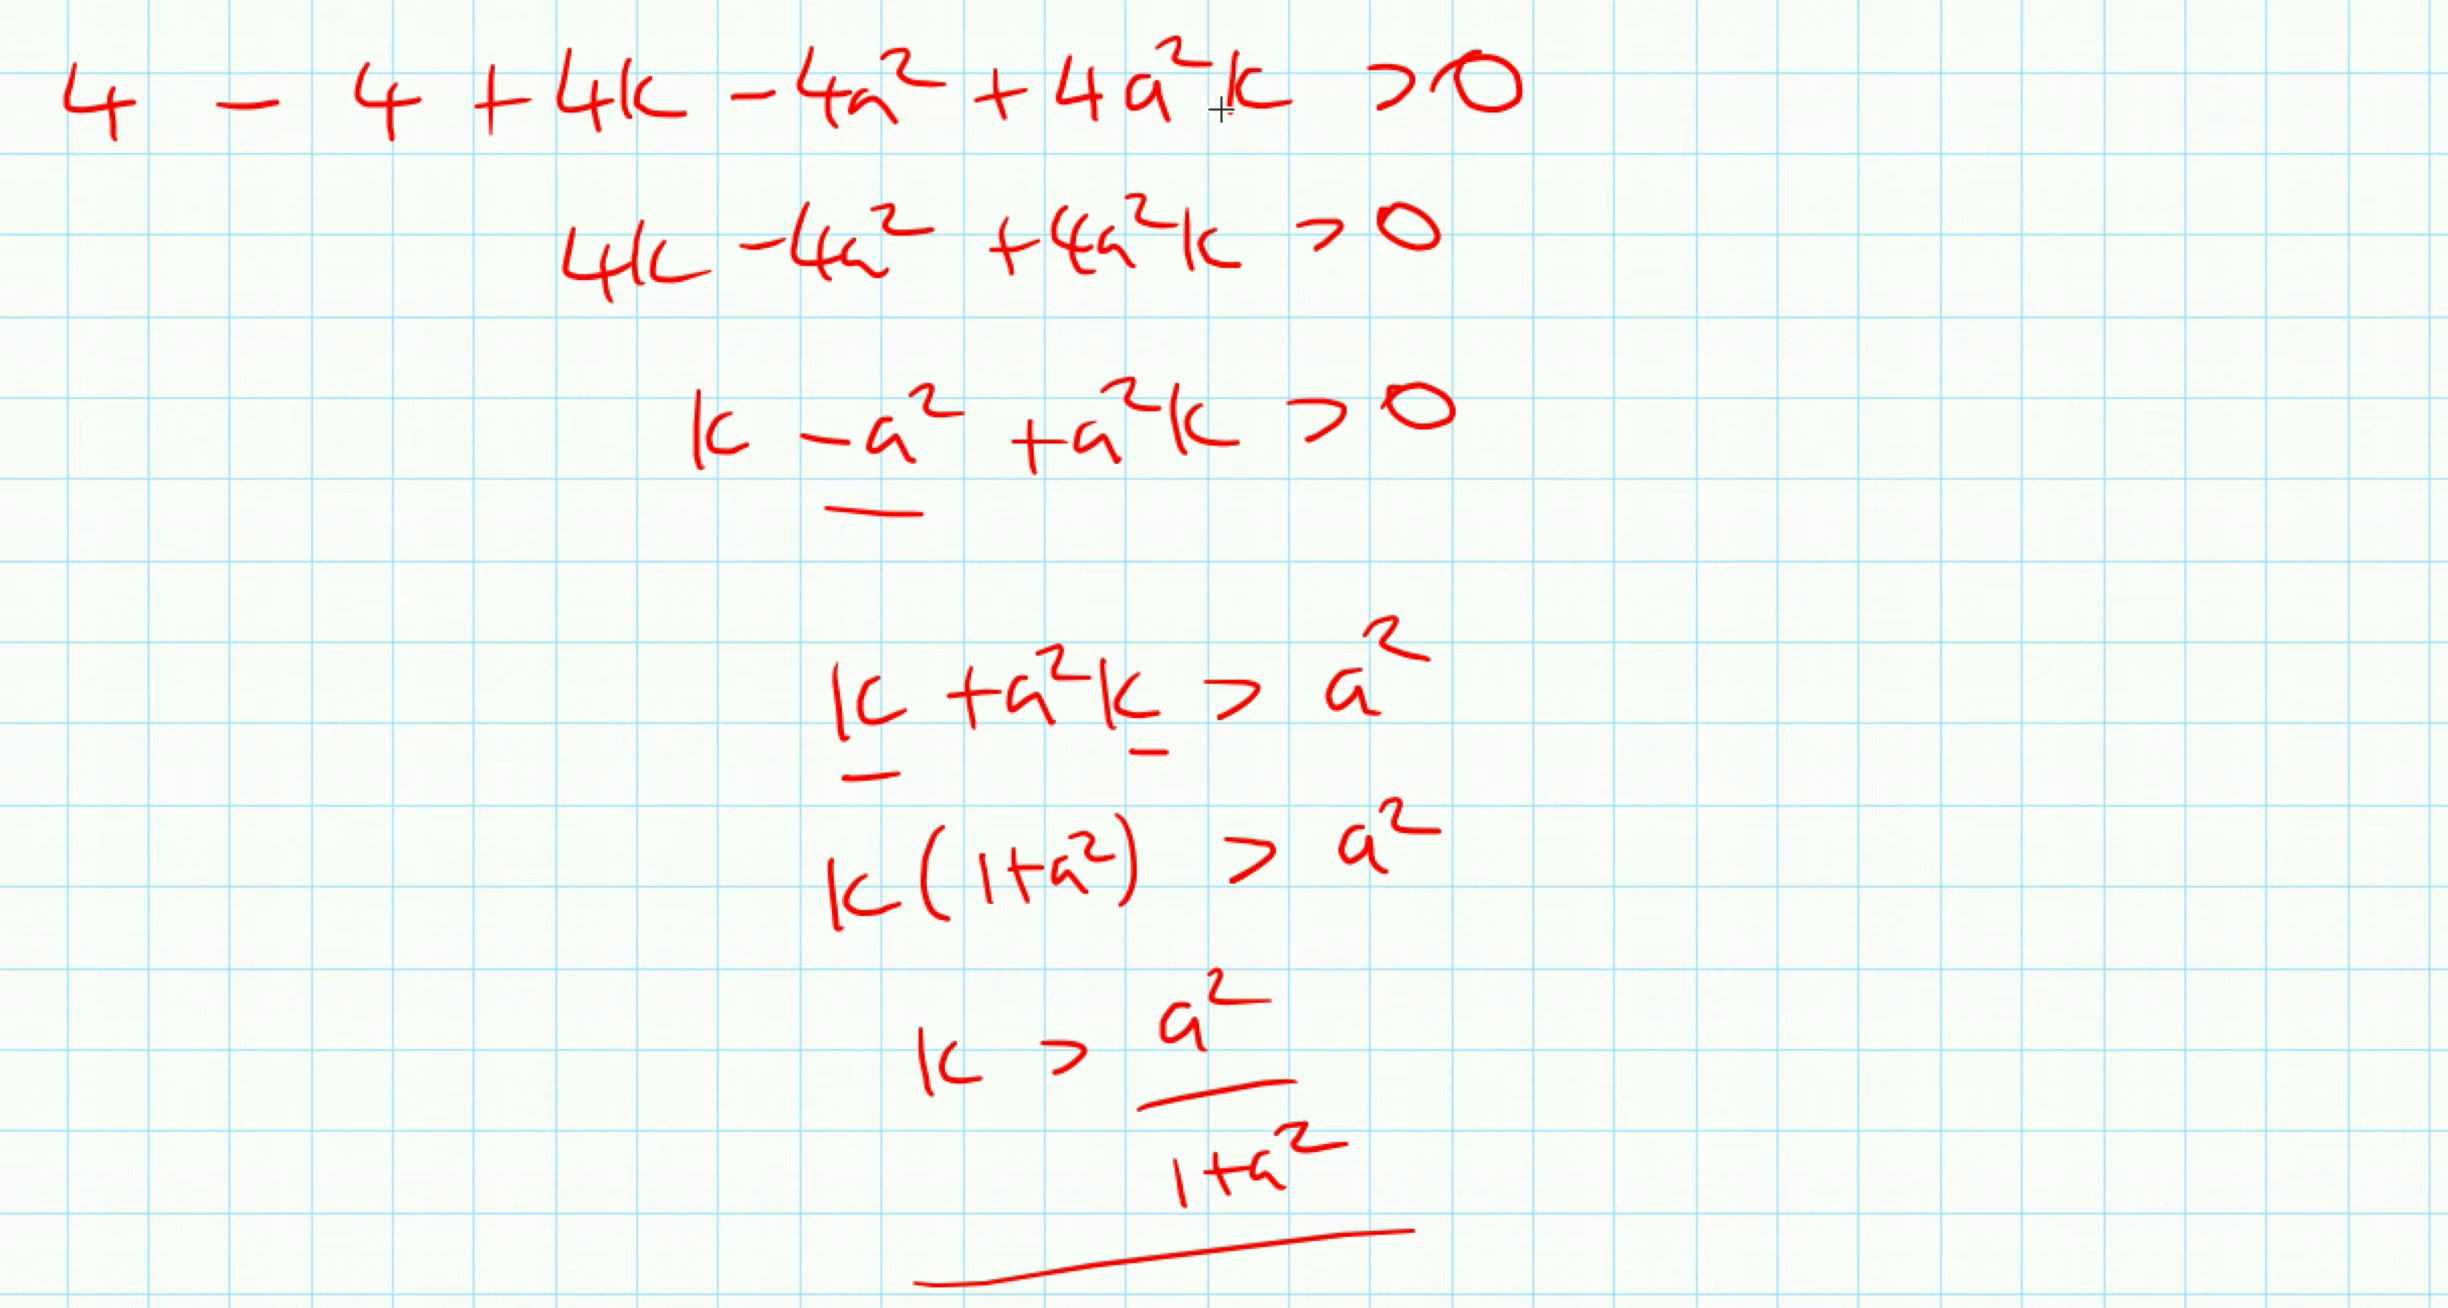 4 - 4 + 4k - 4a² + 4a²k > 0
4k - 4a² + 4a²k > 0
k - a² + a²k > 0
k + a²k > a²
k(1+a²) > a²
k > a²/1+a²